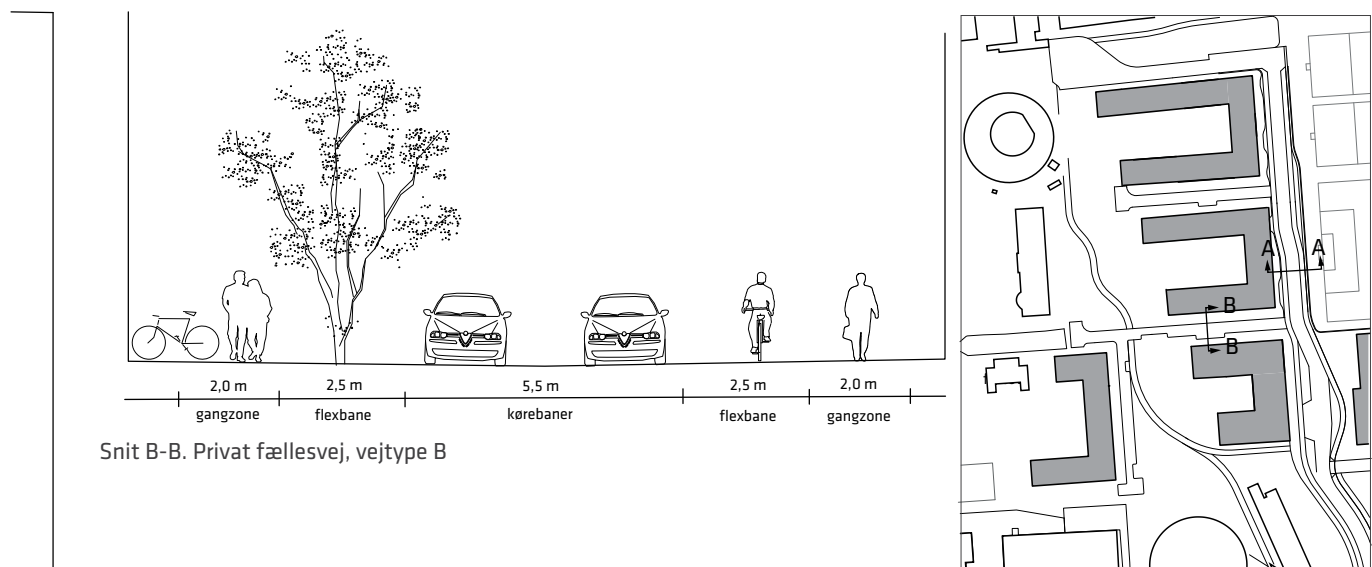 2,0 m 2,5 m 5,5 m 2,5 m 2,0 m
gangzone flexbane kørebaner flexbane gangzone
Snit B-B. Privat fællesvej, vejtype B
A A
B
B